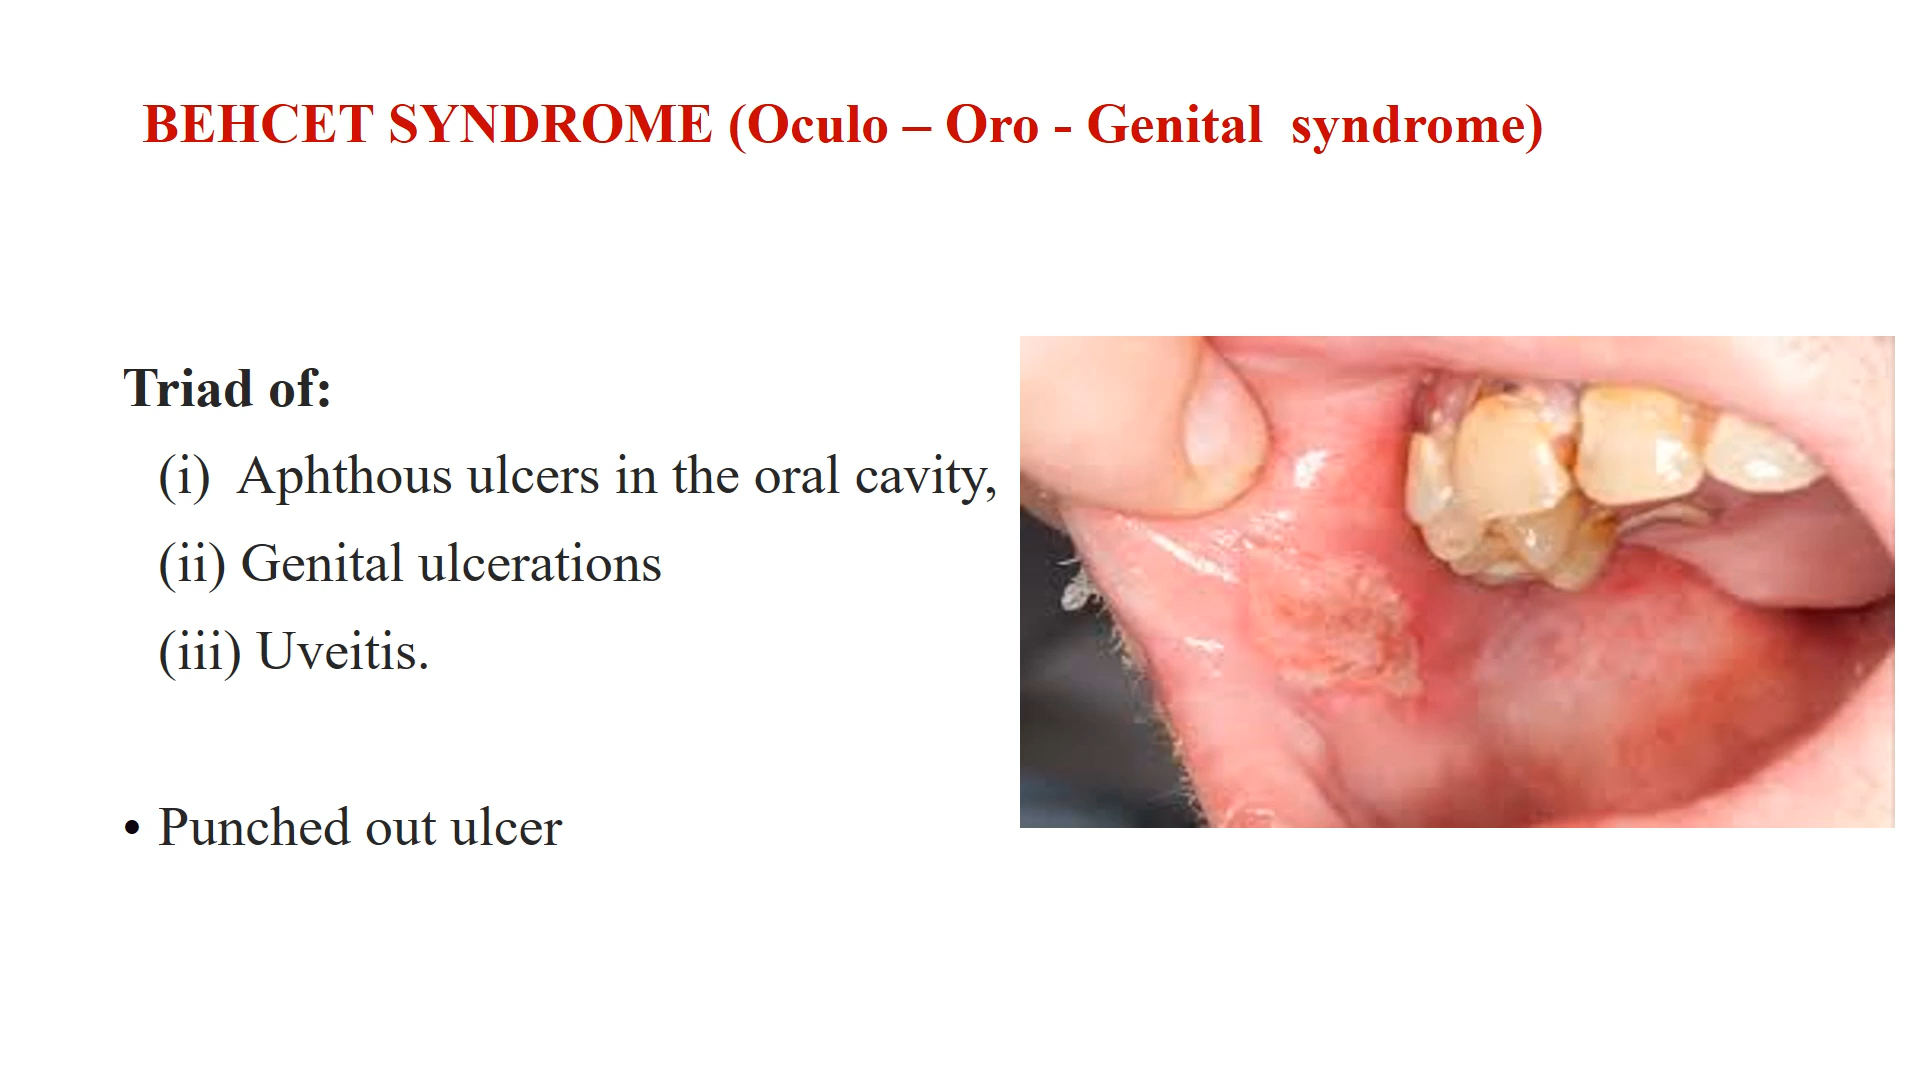 BEHCET SYNDROME (Oculo – Oro - Genital  syndrome)
Triad of:
(i)  Aphthous ulcers in the oral cavity,
(ii) Genital ulcerations
(iii) Uveitis.
• Punched out ulcer